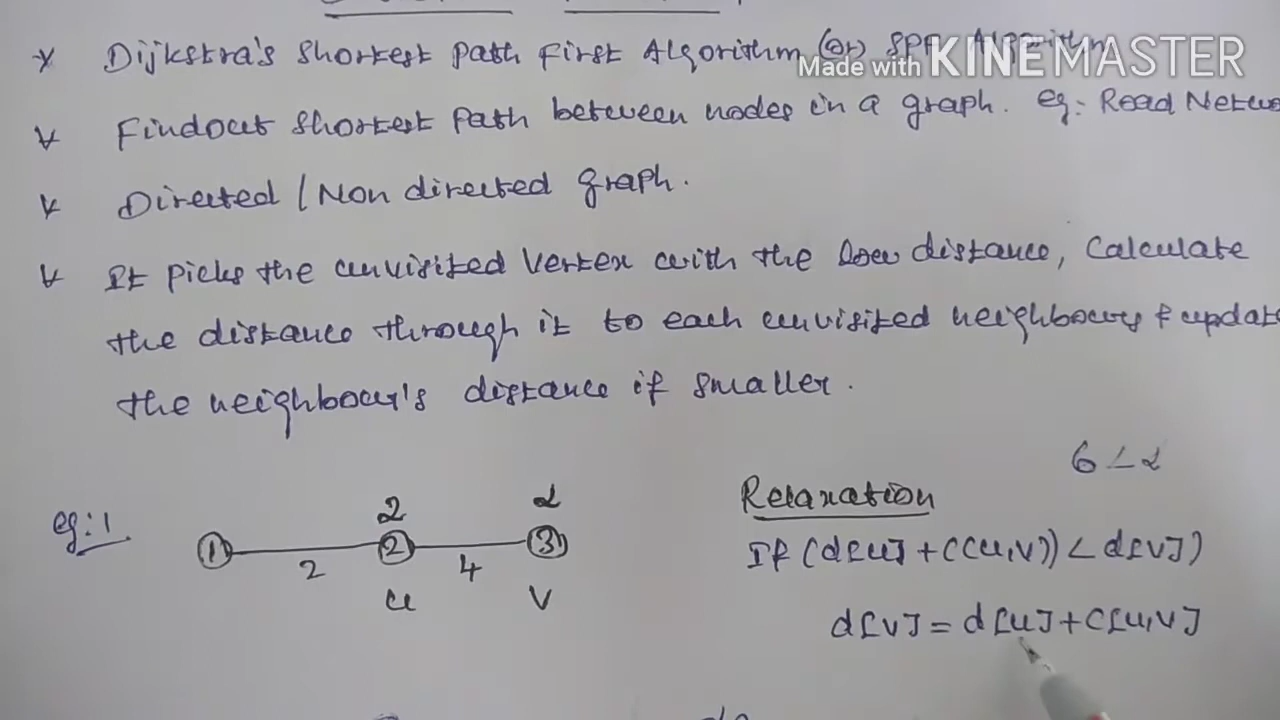 * Dijkstra's Shortest Path First Algorithm (or) SPF Algorithm
Made with KINEMASTER
* Findout Shortest Path between nodes in a graph. eg:- Road Netwo
* Directed / Non directed graph.
* It picks the unvisited vertex with the low distance, Calculate
the distance through it to each unvisited neighbours & updat
the neighbour's distance if smaller.
6 < α
Relaxation
eg:1
2 α
1 2 3
2 4
u v
If (d[u] + C(u,v)) < d[v])
d[v] = d[u] + C[u,v]